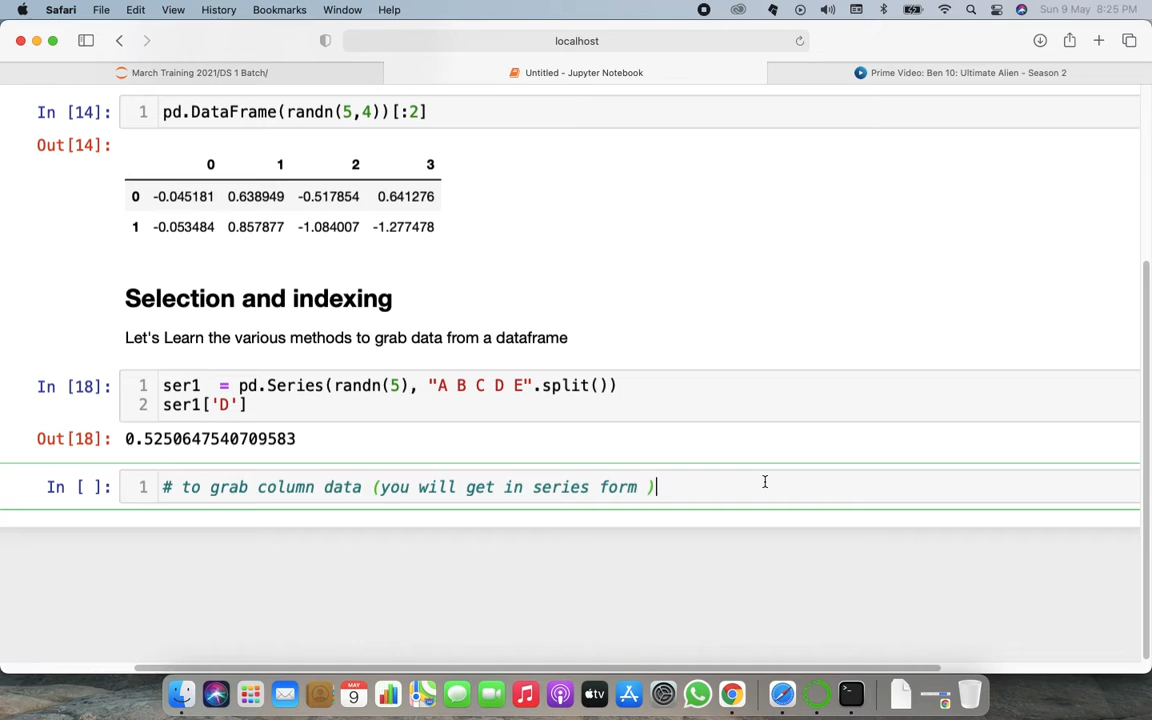 Safari File Edit View History Bookmarks Window Help Sun 9 May 8:25 PM
localhost
March Training 2021/DS 1 Batch/ Untitled - Jupyter Notebook Prime Video: Ben 10: Ultimate Alien - Season 2
In [14]: 1 pd.DataFrame(randn(5,4))[:2]
Out[14]:
0 1 2 3
0 -0.045181 0.638949 -0.517854 0.641276
1 -0.053484 0.857877 -1.084007 -1.277478
Selection and indexing
Let's Learn the various methods to grab data from a dataframe
In [18]: 1 ser1 = pd.Series(randn(5), "A B C D E".split())
2 ser1['D']
Out[18]: 0.5250647540709583
In [ ]: 1 # to grab column data (you will get in series form )
MAY
9
tv